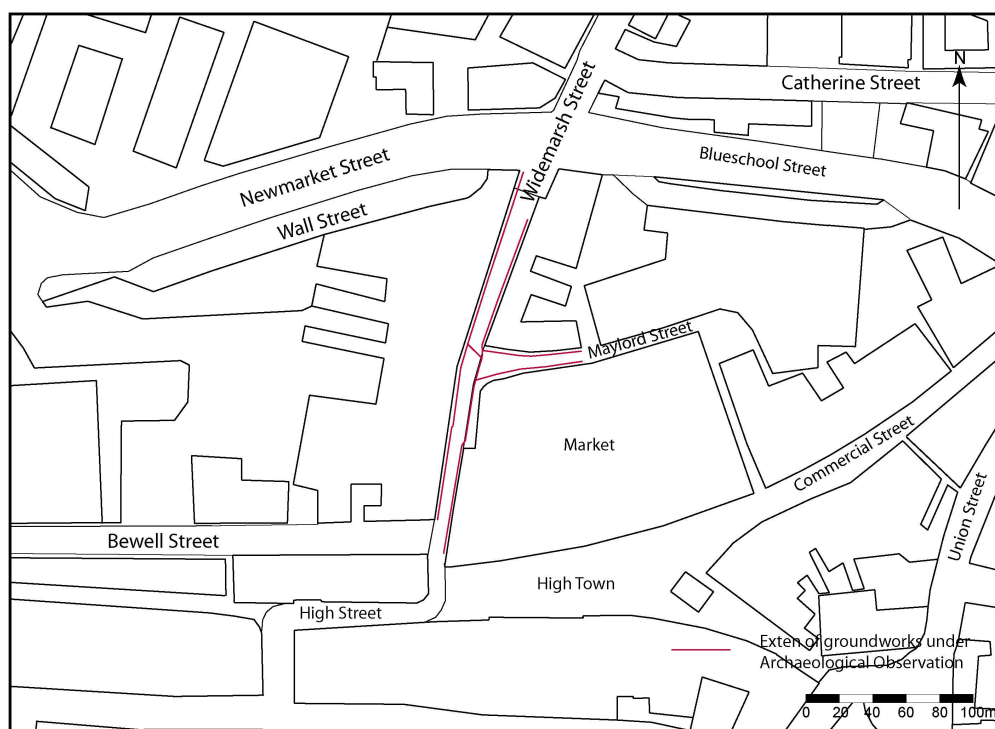 N
Catherine Street
Widemarsh Street
Blueschool Street
Newmarket Street
Wall Street
Maylord Street
Market
Commercial Street
Union Street
Bewell Street
High Town
High Street
Exten of groundworks under
Archaeological Observation
0 20 40 60 80 100m